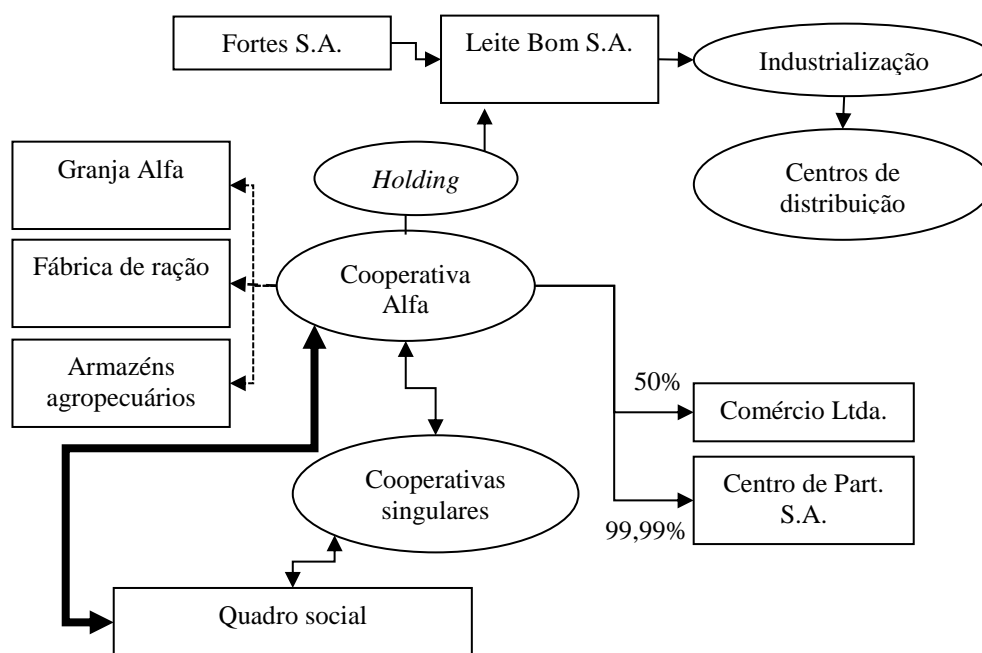 Fortes S.A.
Leite Bom S.A.
Industrialização
Granja Alfa
Holding
Centros de
distribuição
Fábrica de ração
Cooperativa
Alfa
Armazéns
agropecuários
50%
Comércio Ltda.
Cooperativas
singulares
Centro de Part.
S.A.
99,99%
Quadro social